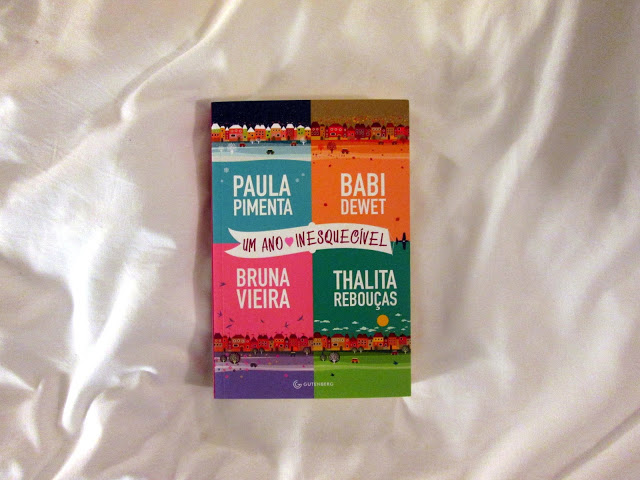 PAULA
PIMENTA
BABI
DEWET
UM ANO INESQUECÍVEL
BRUNA
VIEIRA
THALITA
REBOUÇAS
GUTENBERG